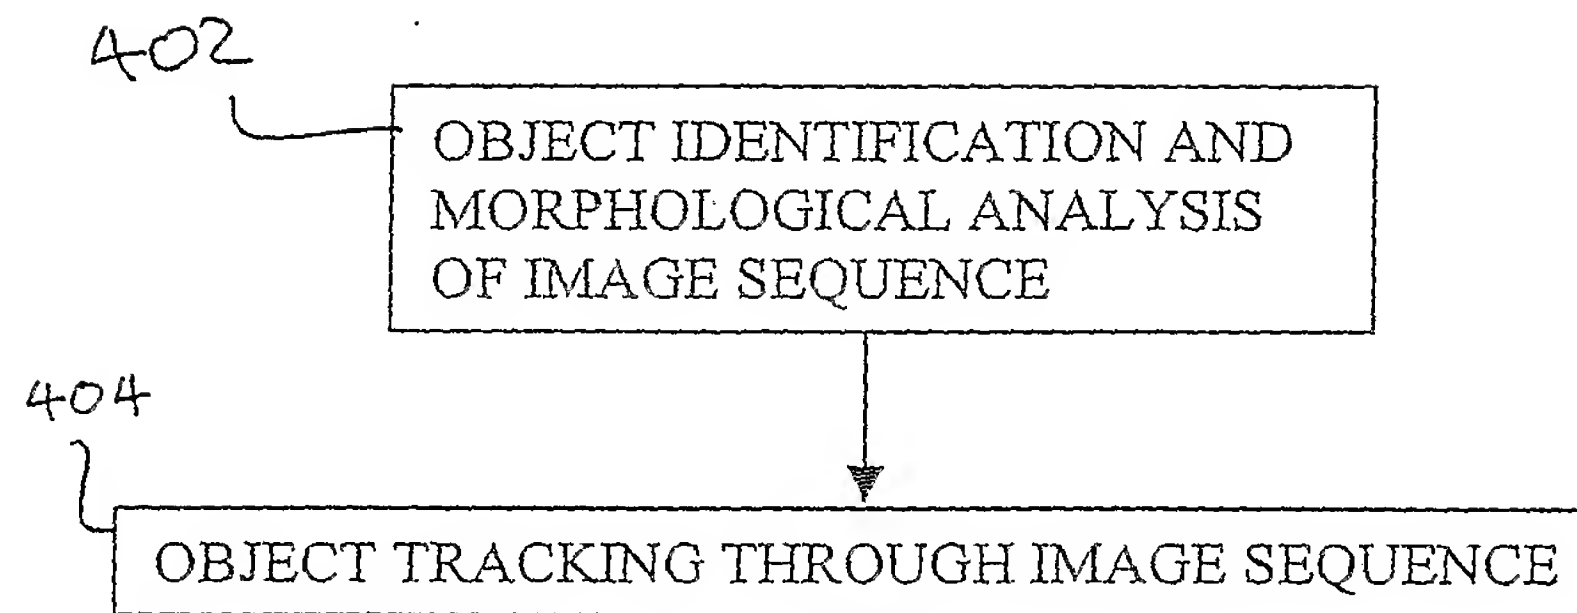 402
OBJECT IDENTIFICATION AND
MORPHOLOGICAL ANALYSIS
OF IMAGE SEQUENCE
404
OBJECT TRACKING THROUGH IMAGE SEQUENCE